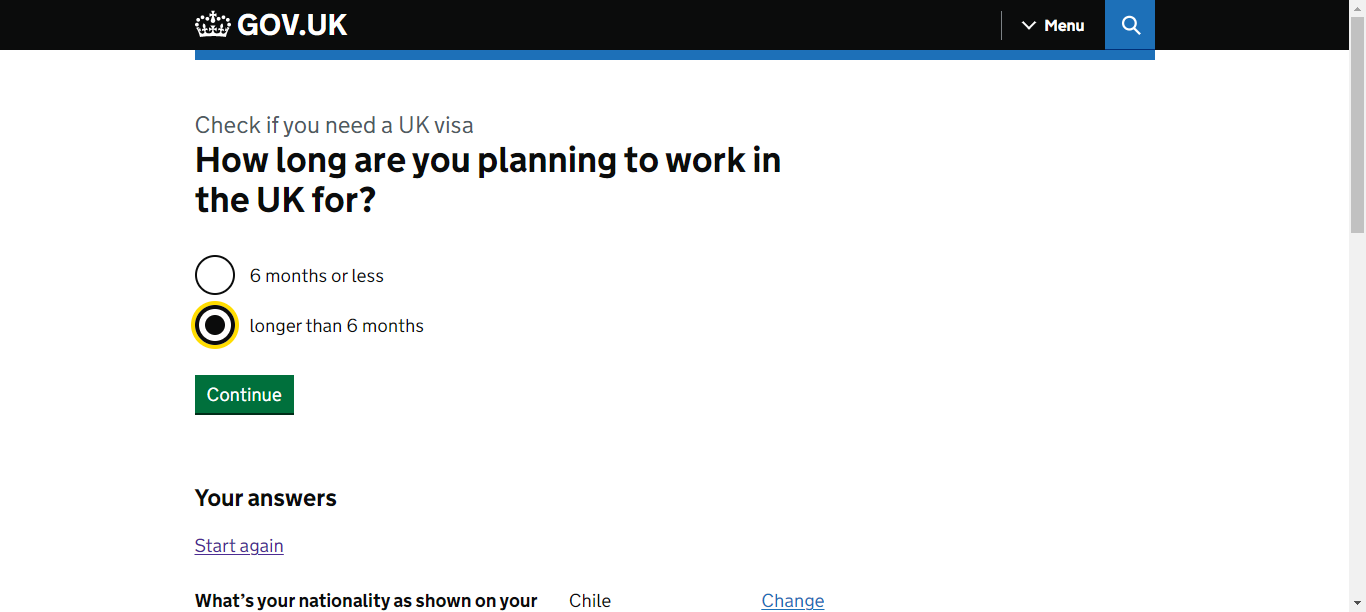 GOV.UK
Menu
Check if you need a UK visa
How long are you planning to work in
the UK for?
6 months or less
longer than 6 months
Continue
Your answers
Start again
What's your nationality as shown on your Chile Change